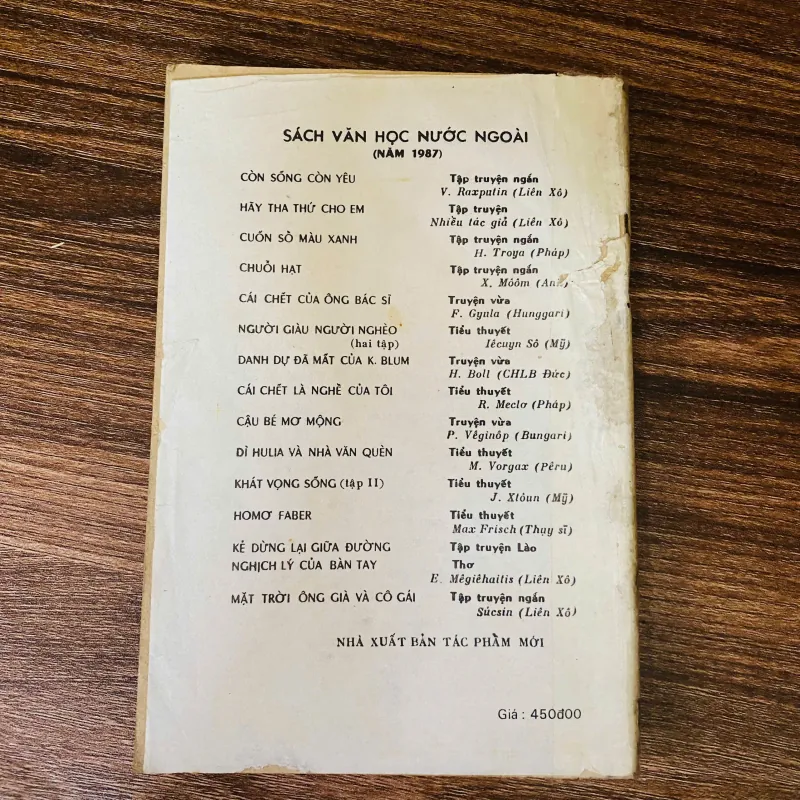 SÁCH VĂN HỌC NƯỚC NGOÀI
(NĂM 1987)
CÒN SỐNG CÒN YÊU Tập truyện ngắn
V. Raxputin (Liên Xô)
HÃY THA THỨ CHO EM Tập truyện
Nhiều tác giả (Liên Xô)
CUỐN SỔ MÀU XANH Tập truyện ngắn
H. Troya (Pháp)
CHUỖI HẠT Tập truyện ngắn
X. Môôm
CÁI CHẾT CỦA ÔNG BÁC SĨ Truyện vừa
F. Gyula (Hunggari)
NGƯỜI GIÀU NGƯỜI NGHÈO Tiểu thuyết
(hai tập) Iêcuyn Sô (Mỹ)
DANH DỰ ĐÃ MẤT CỦA K. BLUM Truyện vừa
H. Boll (CHLB Đức)
CÁI CHẾT LÀ NGHỀ CỦA TÔI Tiểu thuyết
R. Meclơ (Pháp)
CẬU BÉ MƠ MỘNG Truyện vừa
P. Vêginôp (Bungari)
DÌ HULIA VÀ NHÀ VĂN QUÈN Tiểu thuyết
M. Vorgax (Pêru)
KHÁT VỌNG SỐNG (tập II) Tiểu thuyết
J. Xtôun (Mỹ)
HOMƠ FABER Tiểu thuyết
Max Frisch (Thụy sĩ)
KẺ DỪNG LẠI GIỮA ĐƯỜNG Tập truyện Lào
NGHỊCH LÝ CỦA BÀN TAY Thơ
E. Mêgiêhaitis (Liên Xô)
MẶT TRỜI ÔNG GIÀ VÀ CÔ GÁI Tập truyện ngắn
Súcsin (Liên Xô)
NHÀ XUẤT BẢN TÁC PHẨM MỚI
Giá : 450đ00